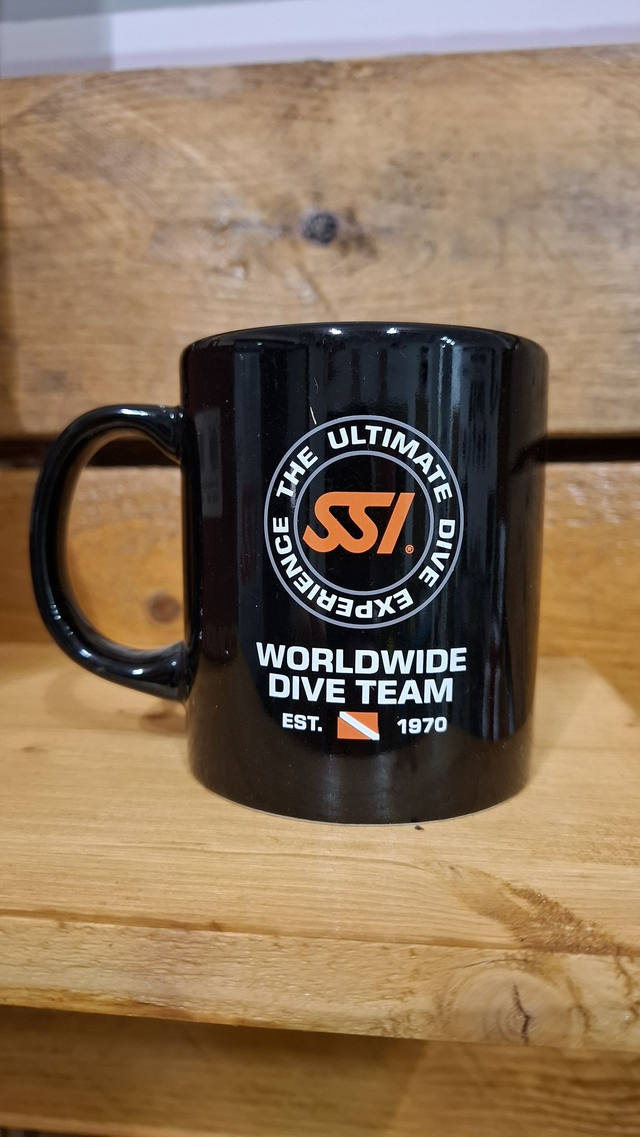 THE ULTIMATE DIVE EXPERIENCE
SSI®
WORLDWIDE
DIVE TEAM
EST. 1970